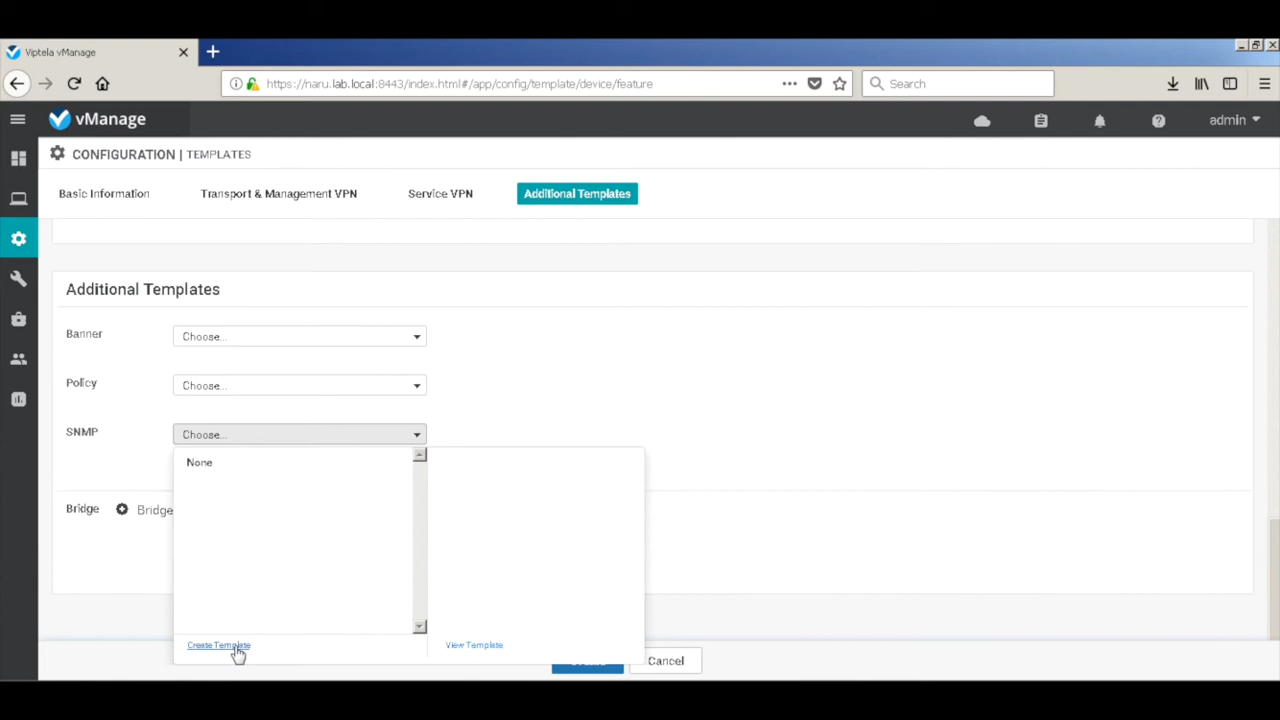 Viptela vManage
https://naru.lab.local:8443/index.html#/app/config/template/device/feature
Search
vManage
admin
CONFIGURATION | TEMPLATES
Basic Information
Transport & Management VPN
Service VPN
Additional Templates
Additional Templates
Banner
Choose...
Policy
Choose...
SNMP
Choose...
None
Bridge
Bridge
Create Template
View Template
Cancel